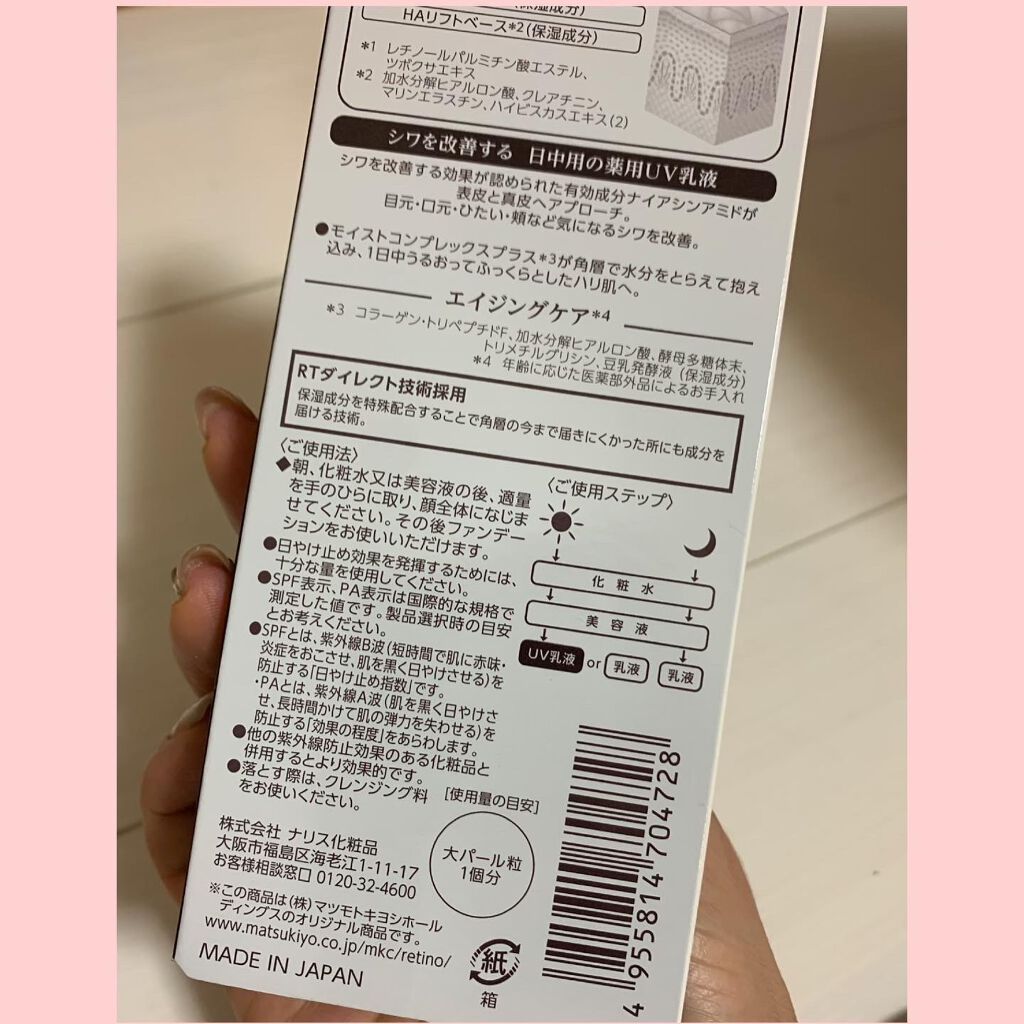 (保湿成分)
HAリフトベース*2(保湿成分)
*1 レチノールパルミチン酸エステル、
ツボクサエキス
*2 加水分解ヒアルロン酸、クレアチニン、
マリンエラスチン、ハイビスカスエキス(2)
シワを改善する 日中用の薬用UV乳液
シワを改善する効果が認められた有効成分ナイアシンアミドが
表皮と真皮へアプローチ。
目元・口元・ひたい・頬など気になるシワを改善。
●モイストコンプレックスプラス*3が角層で水分をとらえて抱え
込み、1日中うるおってふっくらとしたハリ肌へ。
エイジングケア*4
*3 コラーゲン・トリペプチドF、加水分解ヒアルロン酸、酵母多糖体末、
トリメチルグリシン、豆乳発酵液(保湿成分)
*4 年齢に応じた医薬部外品によるお手入れ
RTダイレクト技術採用
保湿成分を特殊配合することで角層の今まで届きにくかった所にも成分を
届ける技術。
〈ご使用法〉
◆朝、化粧水又は美容液の後、適量
を手のひらに取り、顔全体になじま
せてください。その後ファンデー
ションをお使いいただけます。
●日やけ止め効果を発揮するためには、
十分な量を使用してください。
●SPF表示、PA表示は国際的な規格で
測定した値です。製品選択時の目安
とお考えください。
●SPFとは、紫外線B波(短時間で肌に赤味・
炎症をおこさせ、肌を黒く日やけさせる)を
防止する「日やけ止め指数」です。
・PAとは、紫外線A波(肌を黒く日やけさ
せ、長時間かけて肌の弾力を失わせる)を
防止する「効果の程度」をあらわします。
●他の紫外線防止効果のある化粧品と
併用するとより効果的です。
●落とす際は、クレンジング料
をお使いください。
〈ご使用ステップ〉
化粧水
美容液
UV乳液 or 乳液 乳液
[使用量の目安]
大パール粒
1個分
株式会社 ナリス化粧品
大阪市福島区海老江1-11-17
お客様相談窓口 0120-32-4600
※この商品は(株)マツモトキヨシホール
ディングスのオリジナル商品です。
www.matsukiyo.co.jp/mkc/retino/
MADE IN JAPAN
紙
箱
4 955814 704728